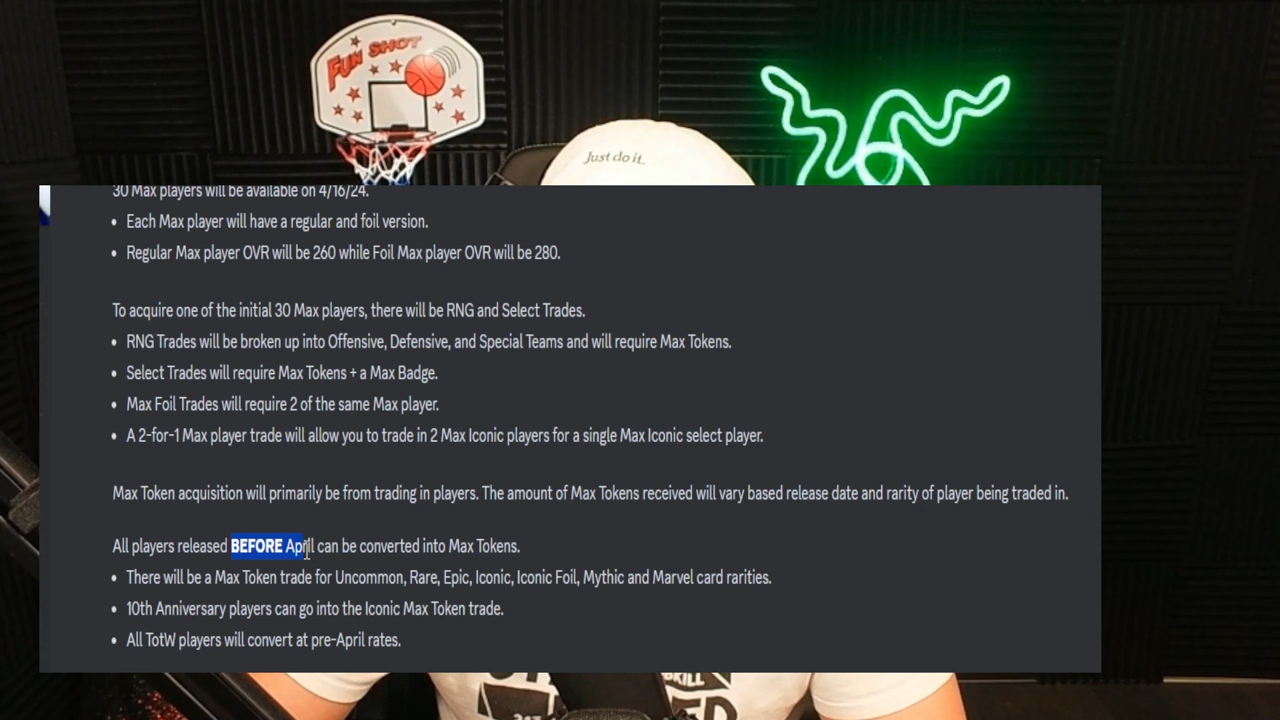 FUN SHOT
Just do it.
30 Max players will be available on 4/16/24.
• Each Max player will have a regular and foil version.
• Regular Max player OVR will be 260 while Foil Max player OVR will be 280.
To acquire one of the initial 30 Max players, there will be RNG and Select Trades.
• RNG Trades will be broken up into Offensive, Defensive, and Special Teams and will require Max Tokens.
• Select Trades will require Max Tokens + a Max Badge.
• Max Foil Trades will require 2 of the same Max player.
• A 2-for-1 Max player trade will allow you to trade in 2 Max Iconic players for a single Max Iconic select player.
Max Token acquisition will primarily be from trading in players. The amount of Max Tokens received will vary based release date and rarity of player being traded in.
All players released BEFORE April can be converted into Max Tokens.
• There will be a Max Token trade for Uncommon, Rare, Epic, Iconic, Iconic Foil, Mythic and Marvel card rarities.
• 10th Anniversary players can go into the Iconic Max Token trade.
• All TotW players will convert at pre-April rates.